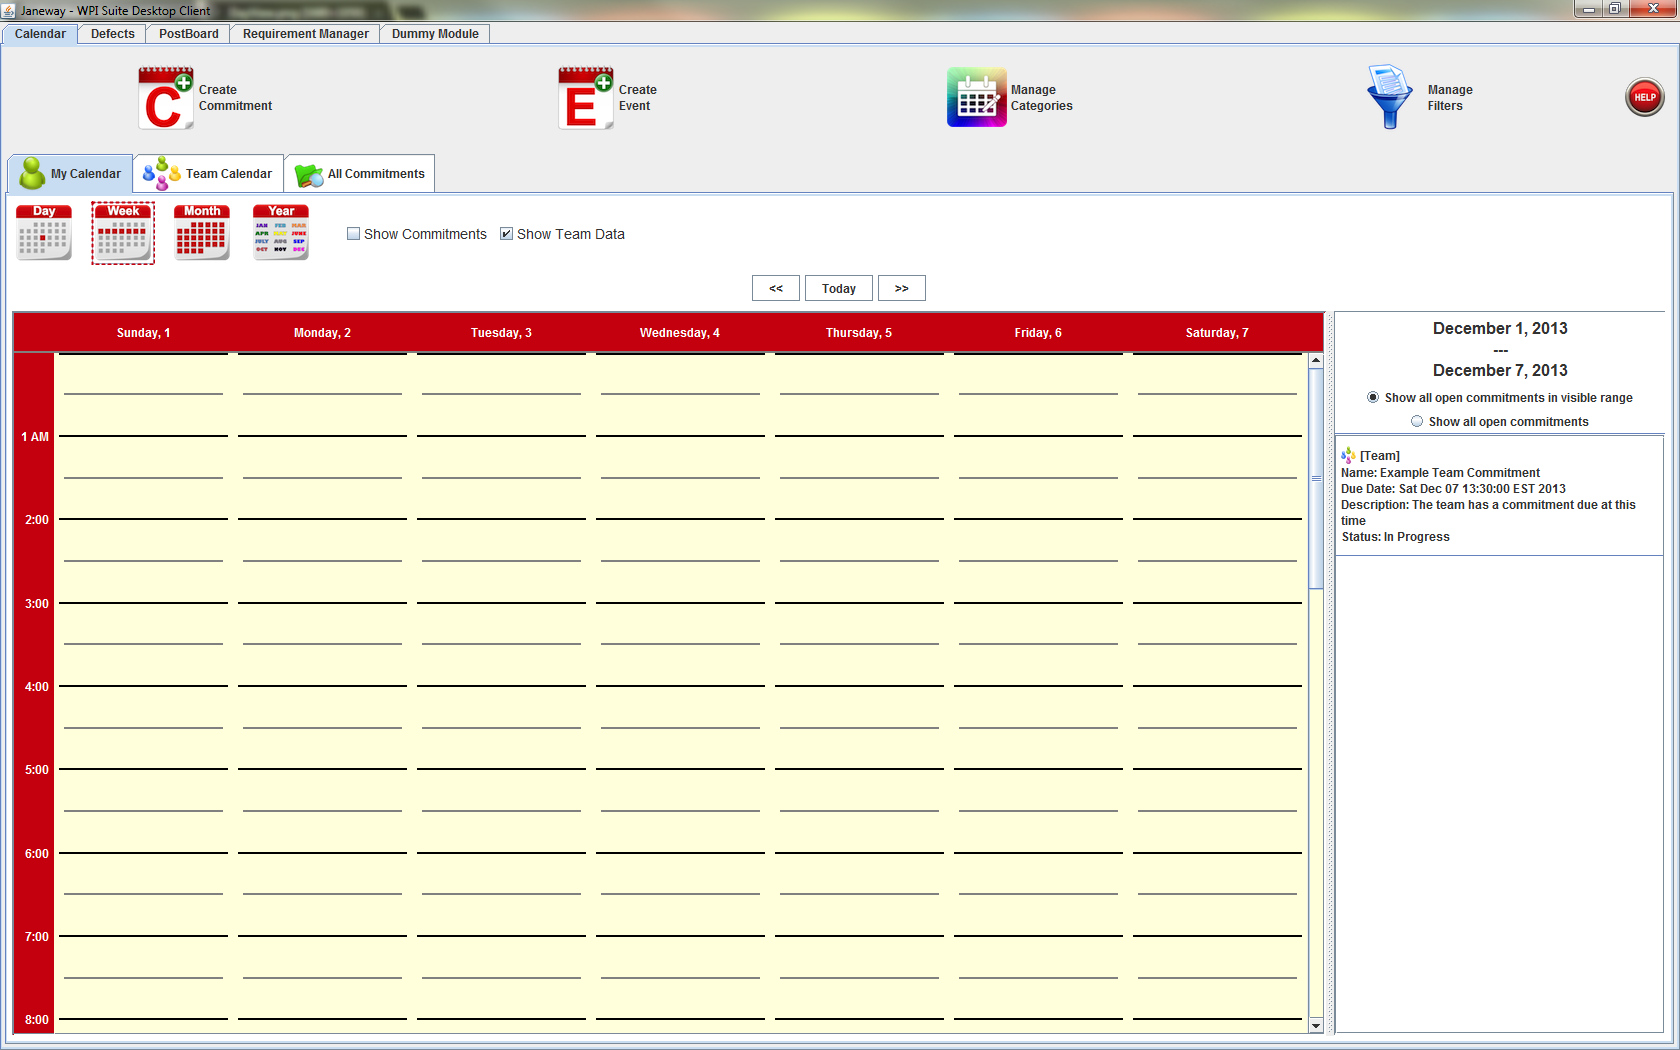 Janeway - WPI Suite Desktop Client
Calendar Defects PostBoard Requirement Manager Dummy Module
C Create Commitment
E Create Event
Manage Categories
Manage Filters
HELP
My Calendar Team Calendar All Commitments
Day Week Month Year
JAN FEB MAR
APR MAY JUNE
JULY AUG SEP
OCT NOV DEC
Show Commitments Show Team Data
<< Today >>
Sunday, 1 Monday, 2 Tuesday, 3 Wednesday, 4 Thursday, 5 Friday, 6 Saturday, 7
1 AM
2:00
3:00
4:00
5:00
6:00
7:00
8:00
December 1, 2013
---
December 7, 2013
Show all open commitments in visible range
Show all open commitments
[Team]
Name: Example Team Commitment
Due Date: Sat Dec 07 13:30:00 EST 2013
Description: The team has a commitment due at this
time
Status: In Progress